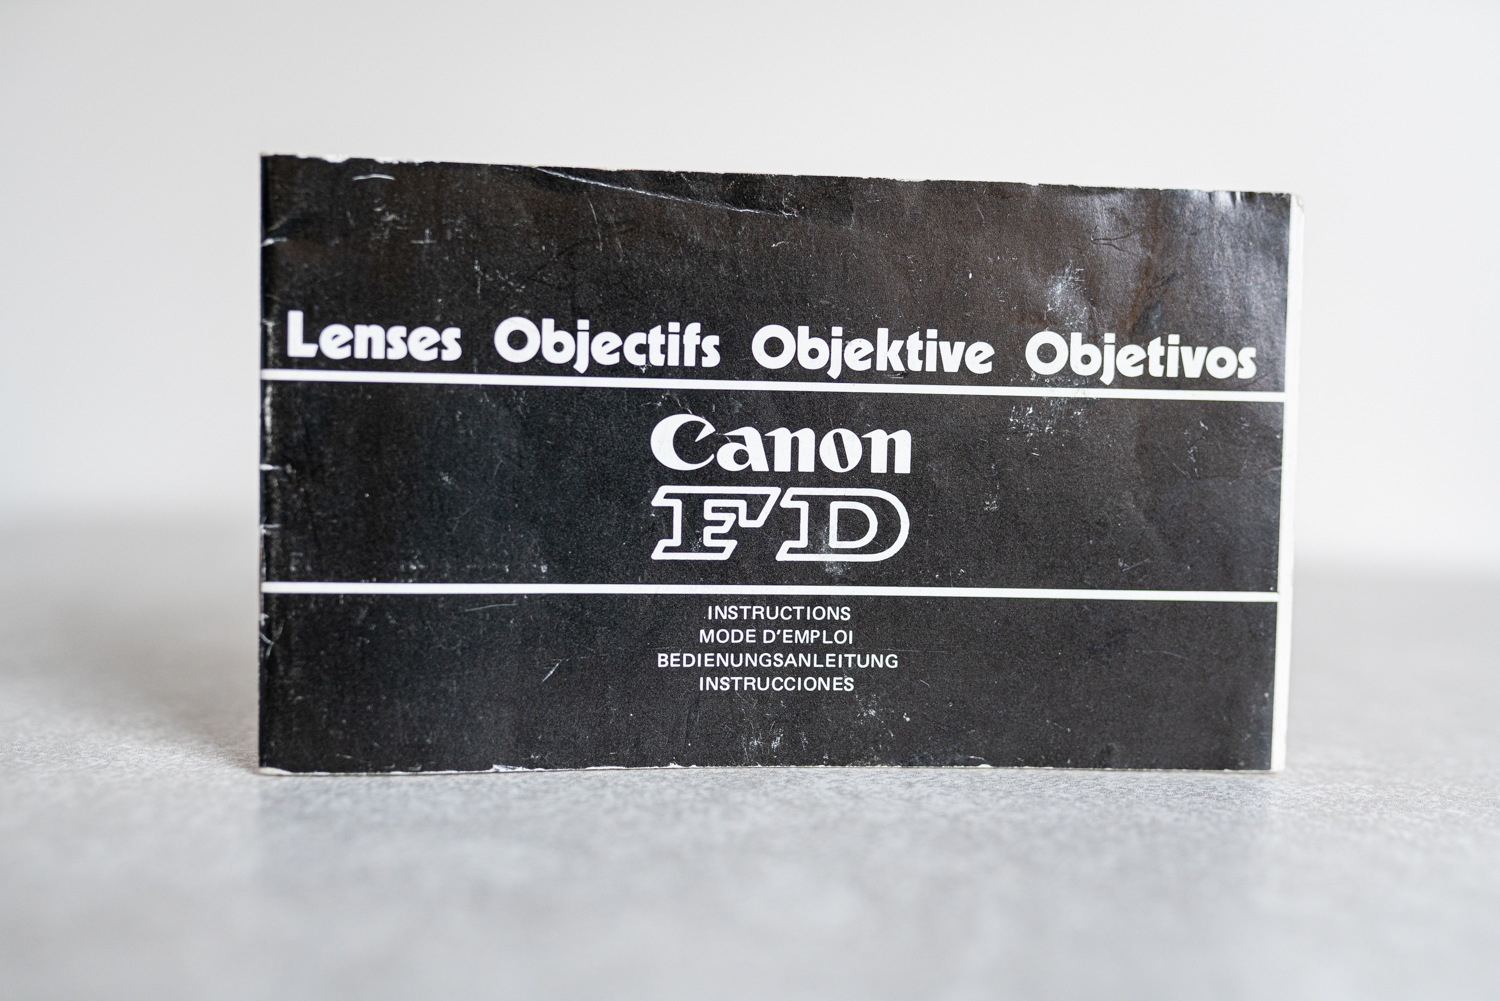 Lenses Objectifs Objektive Objetivos
Canon
FD
INSTRUCTIONS
MODE D'EMPLOI
BEDIENUNGSANLEITUNG
INSTRUCCIONES